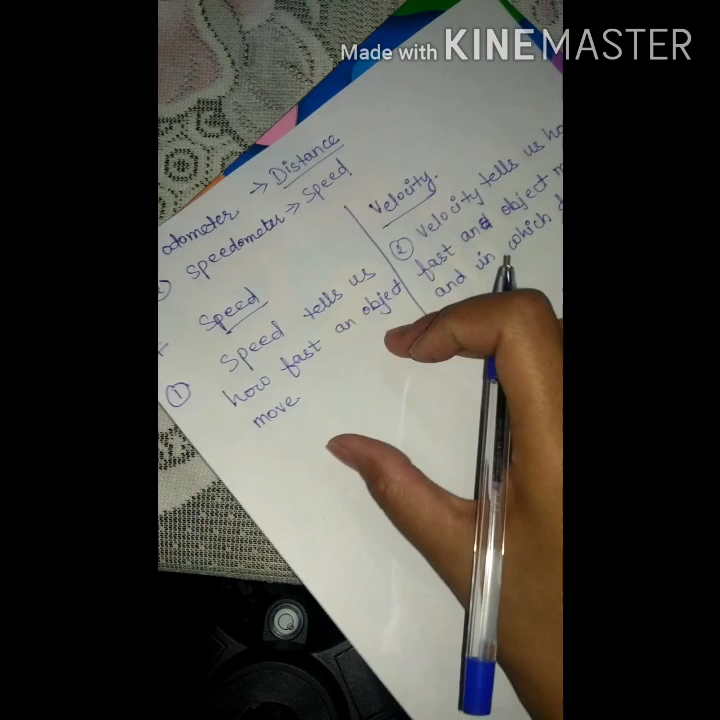 Made with KINEMASTER
otometer → Distance
speedometer → Speed
Speed
① Speed tells us
how fast an object
move
Velocity.
② Velocity tells us
fast and object
and in which